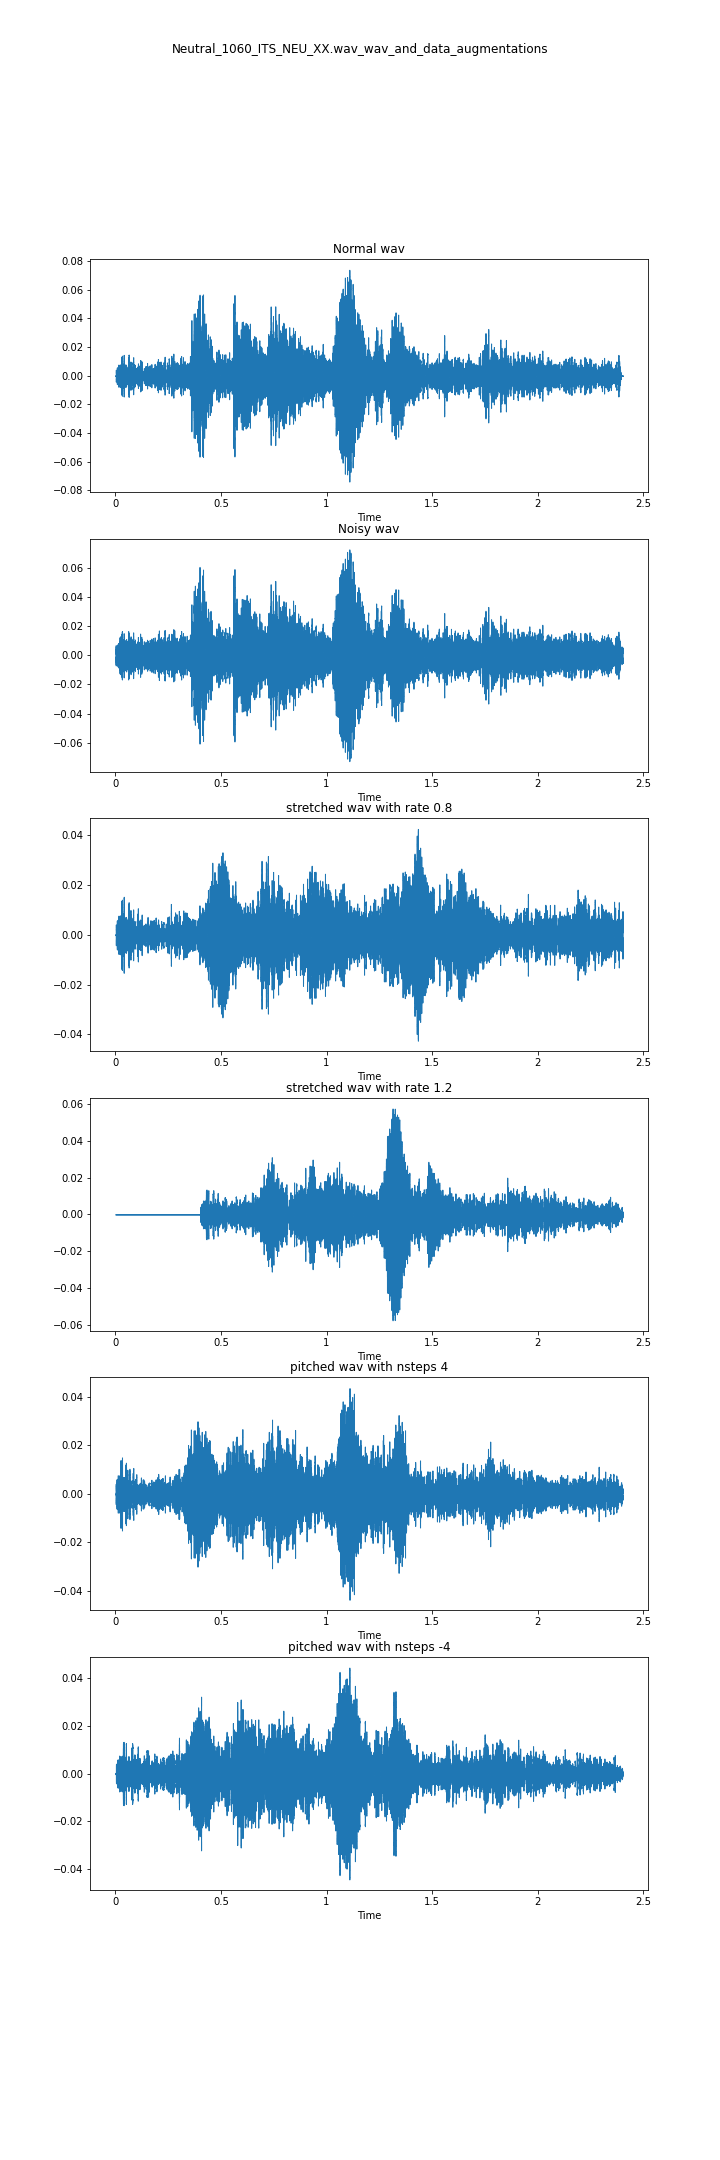 Neutral_1060_ITS_NEU_XX.wav_wav_and_data_augmentations
Normal wav
0.08
0.06
0.04
0.02
0.00
−0.02
−0.04
−0.06
−0.08
0 0.5 1 1.5 2 2.5
Time
Noisy wav
0.06
0.04
0.02
0.00
−0.02
−0.04
−0.06
0 0.5 1 1.5 2 2.5
Time
stretched wav with rate 0.8
0.04
0.02
0.00
−0.02
−0.04
0 0.5 1 1.5 2 2.5
Time
stretched wav with rate 1.2
0.06
0.04
0.02
0.00
−0.02
−0.04
−0.06
0 0.5 1 1.5 2 2.5
Time
pitched wav with nsteps 4
0.04
0.02
0.00
−0.02
−0.04
0 0.5 1 1.5 2 2.5
Time
pitched wav with nsteps -4
0.04
0.02
0.00
−0.02
−0.04
0 0.5 1 1.5 2 2.5
Time